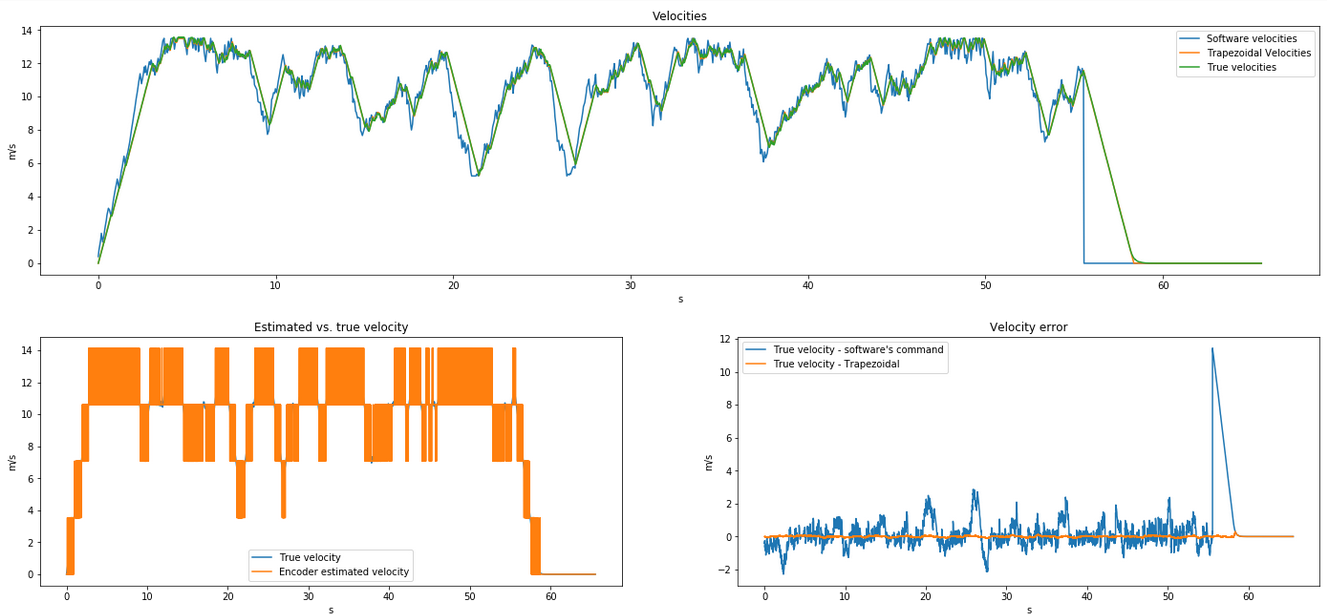 Velocities
14
12
10
8
6
4
2
0
m/s
Software velocities
Trapezoidal Velocities
True velocities
0 10 20 30 40 50 60
s
Estimated vs. true velocity
14
12
10
8
6
4
2
0
m/s
True velocity
Encoder estimated velocity
0 10 20 30 40 50 60
s
Velocity error
12
10
8
6
4
2
0
−2
m/s
True velocity - software's command
True velocity - Trapezoidal
0 10 20 30 40 50 60
s